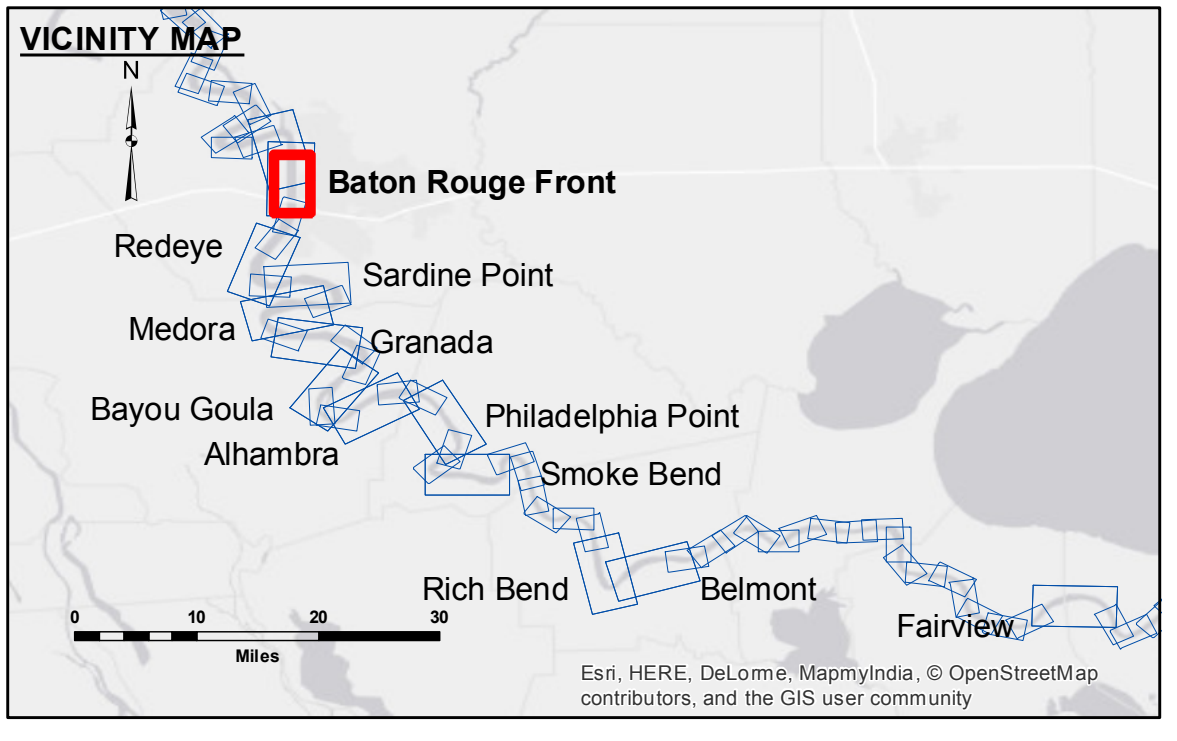 VICINITY MAP
N
Baton Rouge Front
Redeye
Sardine Point
Medora
Granada
Bayou Goula
Philadelphia Point
Alhambra
Smoke Bend
Rich Bend
Belmont
Fairview
0 10 20 30
Miles
Esri, HERE, DeLorme, MapmyIndia, © OpenStreetMap
contributors, and the GIS user community